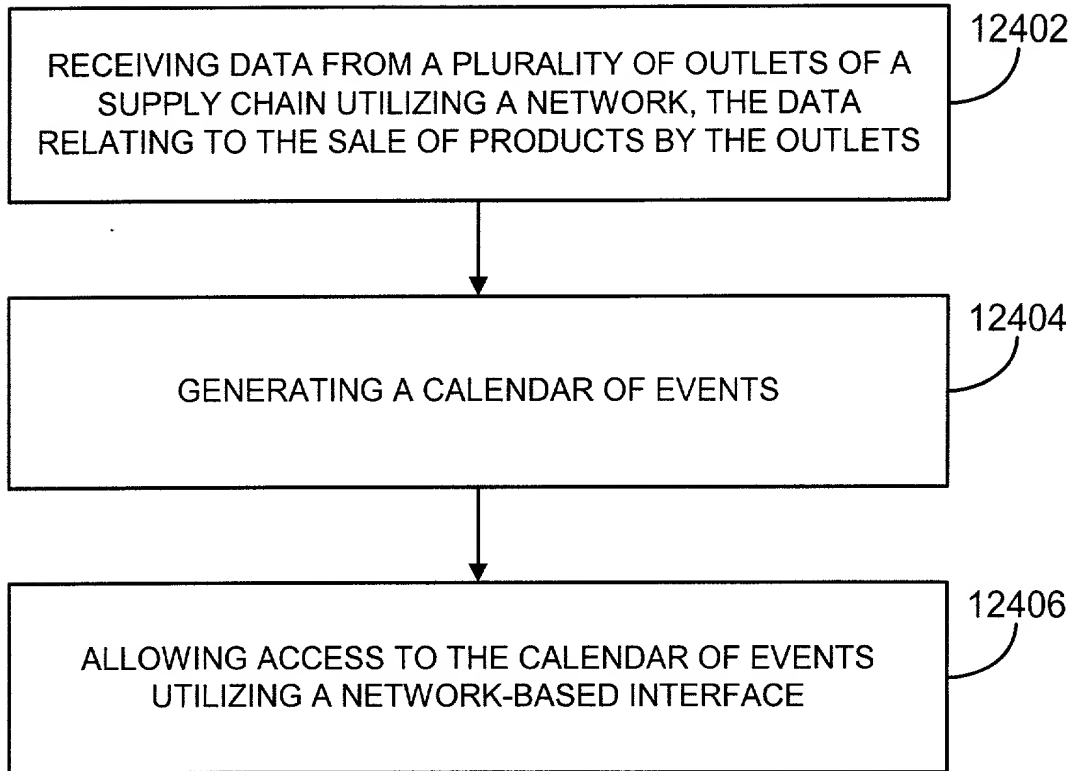 12402
RECEIVING DATA FROM A PLURALITY OF OUTLETS OF A
SUPPLY CHAIN UTILIZING A NETWORK, THE DATA
RELATING TO THE SALE OF PRODUCTS BY THE OUTLETS
12404
GENERATING A CALENDAR OF EVENTS
12406
ALLOWING ACCESS TO THE CALENDAR OF EVENTS
UTILIZING A NETWORK-BASED INTERFACE